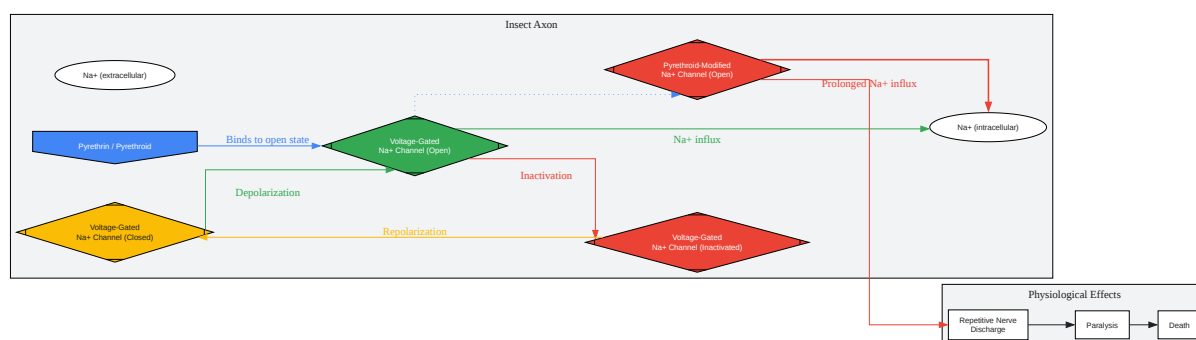 Insect Axon
Na+ (extracellular)
Pyrethroid-Modified
Na+ Channel (Open)
Prolonged Na+ influx
Na+ (intracellular)
Pyrethrin / Pyrethroid
Binds to open state
Voltage-Gated
Na+ Channel (Open)
Na+ influx
Inactivation
Depolarization
Voltage-Gated
Na+ Channel (Closed)
Repolarization
Voltage-Gated
Na+ Channel (Inactivated)
Physiological Effects
Repetitive Nerve
Discharge
Paralysis
Death